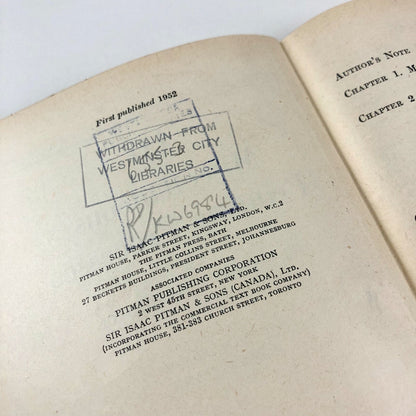 First published 1952
WITHDRAWN FROM
WESTMINSTER CITY
LIBRARIES
NO.
KW6984
SIR ISAAC PITMAN & SONS, LTD.
PITMAN HOUSE, PARKER STREET, KINGSWAY, LONDON, W.C.2
THE PITMAN PRESS, BATH
PITMAN HOUSE, LITTLE COLLINS STREET, MELBOURNE
27 BECKETTS BUILDINGS, PRESIDENT STREET, JOHANNESBURG
ASSOCIATED COMPANIES
PITMAN PUBLISHING CORPORATION
2 WEST 45TH STREET, NEW YORK
SIR ISAAC PITMAN & SONS (CANADA), LTD.
(INCORPORATING THE COMMERCIAL TEXT BOOK COMPANY)
PITMAN HOUSE, 381-383 CHURCH STREET, TORONTO
AUTHOR'S NOTE
CHAPTER 1. M
CHAPTER 2